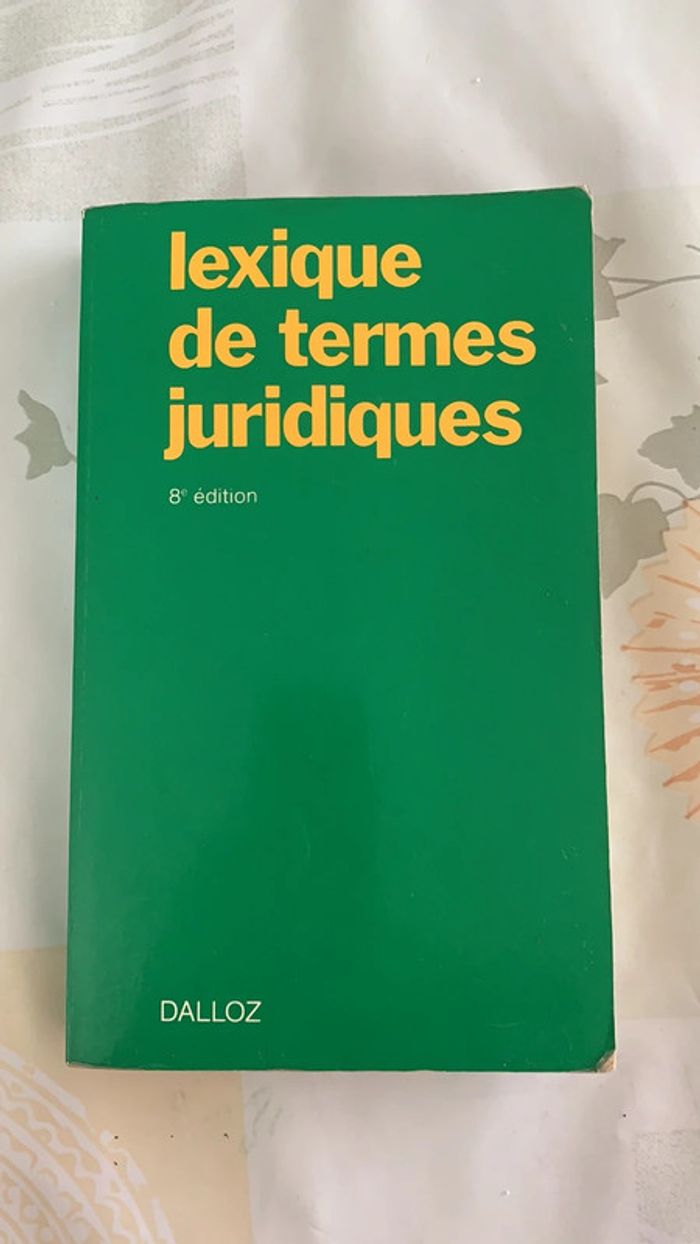 lexique
de termes
juridiques
8e édition
DALLOZ